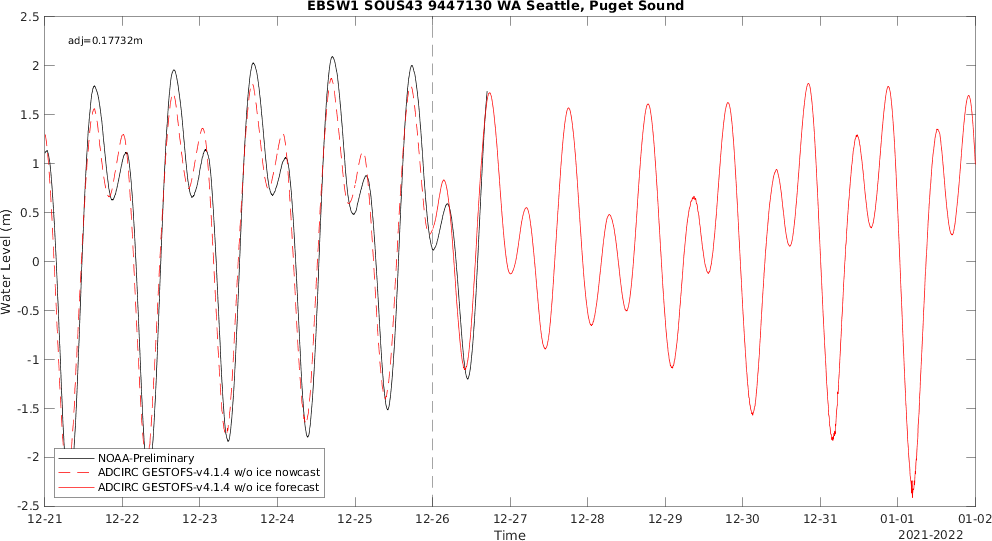 EBSW1 SOUS43 9447130 WA Seattle, Puget Sound
adj=0.17732m
Water Level (m)
2.5
2
1.5
1
0.5
0
-0.5
-1
-1.5
-2
-2.5
NOAA-Preliminary
ADCIRC GESTOFS-v4.1.4 w/o ice nowcast
ADCIRC GESTOFS-v4.1.4 w/o ice forecast
12-21 12-22 12-23 12-24 12-25 12-26 12-27 12-28 12-29 12-30 12-31 01-01 01-02
Time
2021-2022